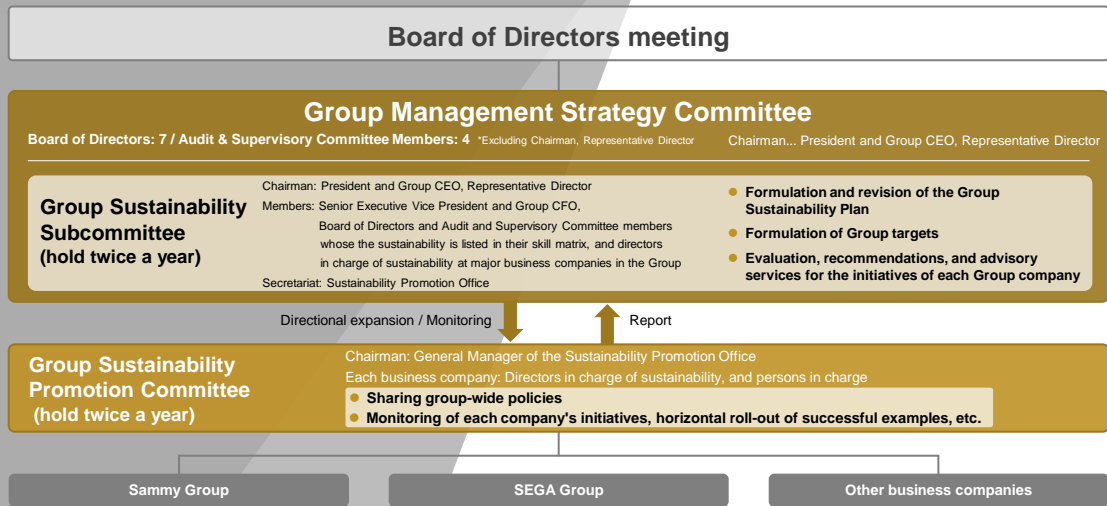 Board of Directors meeting
Group Management Strategy Committee
Board of Directors: 7 / Audit & Supervisory Committee Members: 4 *Excluding Chairman, Representative Director
Chairman... President and Group CEO, Representative Director
Group Sustainability
Subcommittee
(hold twice a year)
Chairman: President and Group CEO, Representative Director
Members: Senior Executive Vice President and Group CFO,
Board of Directors and Audit and Supervisory Committee members
whose the sustainability is listed in their skill matrix, and directors
in charge of sustainability at major business companies in the Group
Secretariat: Sustainability Promotion Office
● Formulation and revision of the Group
Sustainability Plan
● Formulation of Group targets
● Evaluation, recommendations, and advisory
services for the initiatives of each Group company
Directional expansion / Monitoring
Report
Group Sustainability
Promotion Committee
(hold twice a year)
Chairman: General Manager of the Sustainability Promotion Office
Each business company: Directors in charge of sustainability, and persons in charge
● Sharing group-wide policies
● Monitoring of each company's initiatives, horizontal roll-out of successful examples, etc.
Sammy Group
SEGA Group
Other business companies